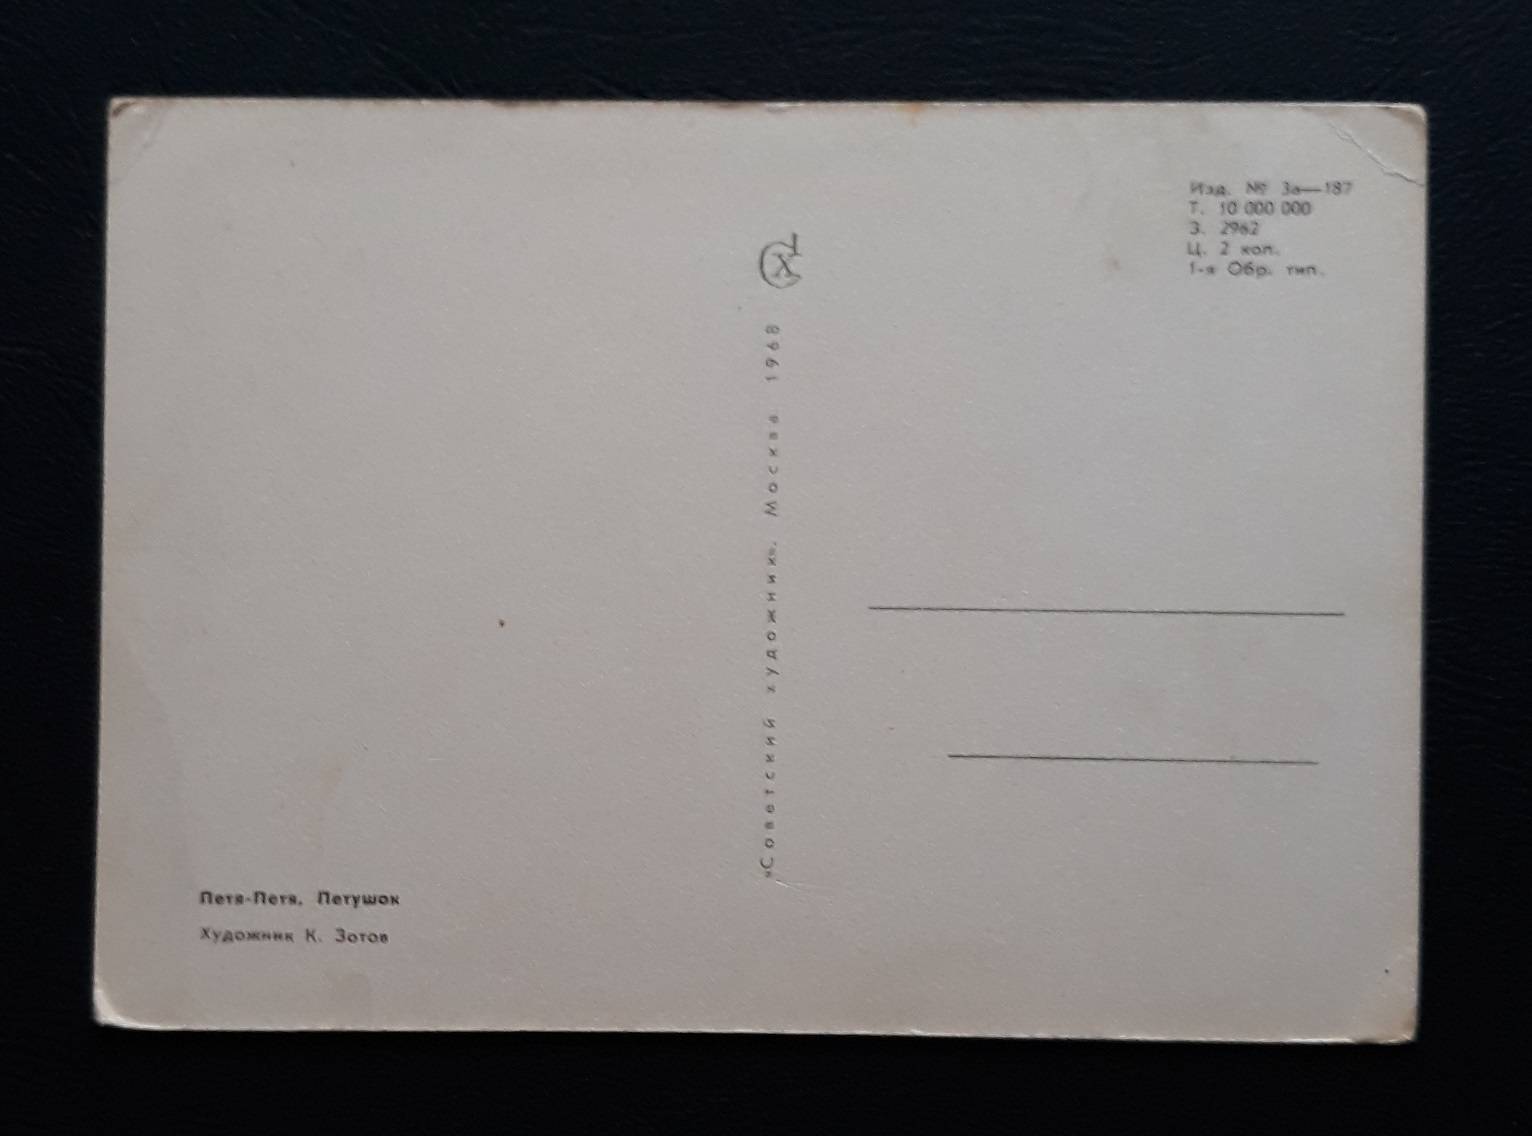 Изд. № 3а—187
Т. 10 000 000
З. 2962
Ц. 2 коп.
1-я Обр. тип.
СХ
«Советский художник». Москва 1968
Петя-Петя, Петушок
Художник К. Зотов